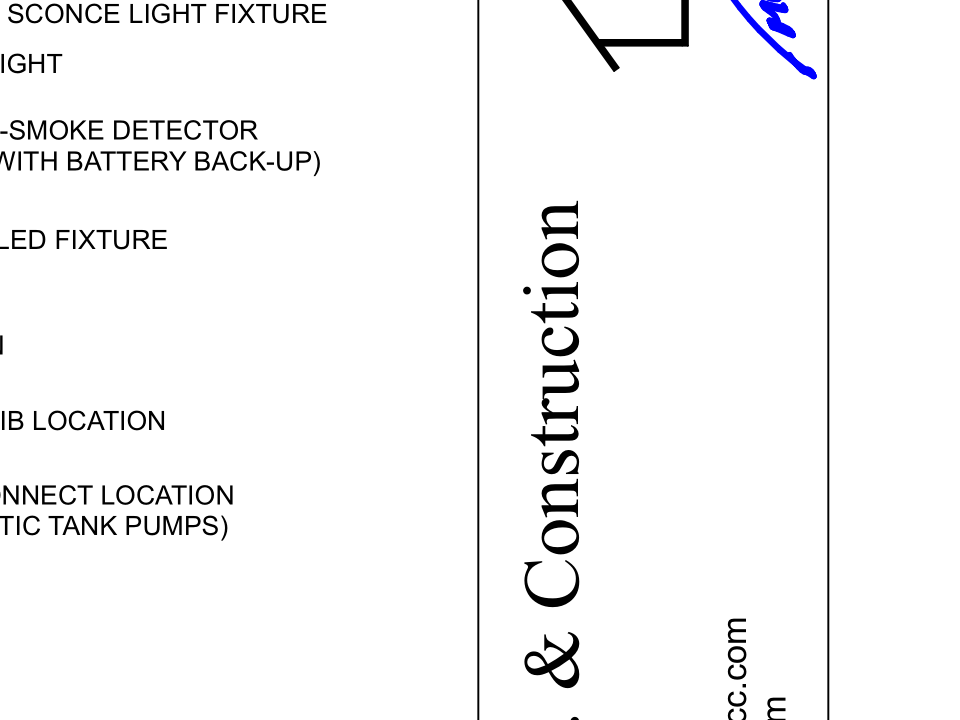 SCONCE LIGHT FIXTURE
IGHT
-SMOKE DETECTOR
WITH BATTERY BACK-UP)
LED FIXTURE
IB LOCATION
ONNECT LOCATION
TIC TANK PUMPS)
. & Construction
cc.com
m